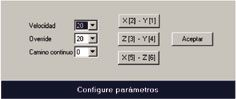 Velocidad 20 X[2] - Y[1]
Override 20 Z[3] - Y[4] Aceptar
Camino continuo 0 X[5] - Z[6]
Configure parámetros